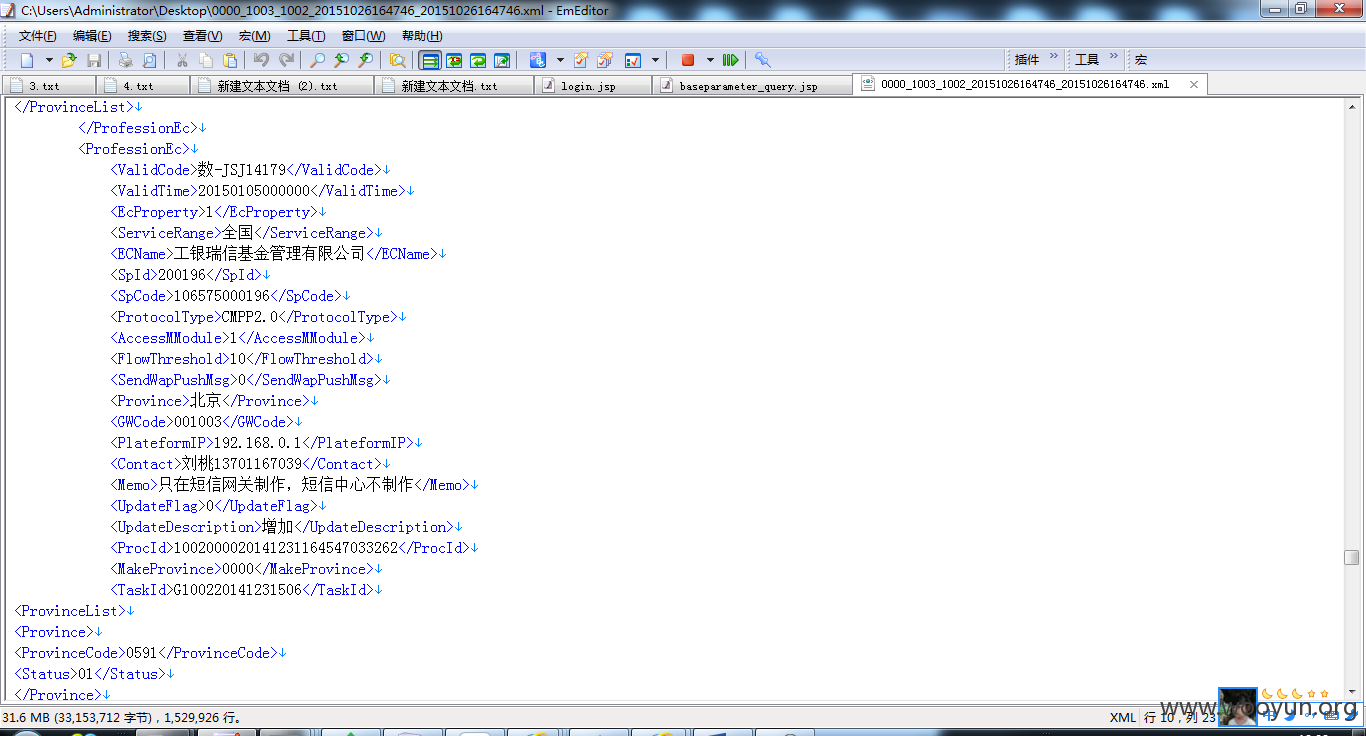 C:\Users\Administrator\Desktop\0000_1003_1002_20151026164746_20151026164746.xml - EmEditor
文件(F) 编辑(E) 搜索(S) 查看(V) 宏(M) 工具(T) 窗口(W) 帮助(H)
插件 » 工具 » 宏
3.txt 4.txt 新建文本文档 (2).txt 新建文本文档.txt login.jsp baseparameter_query.jsp 0000_1003_1002_20151026164746_20151026164746.xml
</ProvinceList>↓
</ProfessionEc>↓
<ProfessionEc>↓
<ValidCode>数-JSJ14179</ValidCode>↓
<ValidTime>20150105000000</ValidTime>↓
<EcProperty>1</EcProperty>↓
<ServiceRange>全国</ServiceRange>↓
<ECName>工银瑞信基金管理有限公司</ECName>↓
<SpId>200196</SpId>↓
<SpCode>106575000196</SpCode>↓
<ProtocolType>CMPP2.0</ProtocolType>↓
<AccessMModule>1</AccessMModule>↓
<FlowThreshold>10</FlowThreshold>↓
<SendWapPushMsg>0</SendWapPushMsg>↓
<Province>北京</Province>↓
<GWCode>001003</GWCode>↓
<PlateformIP>192.168.0.1</PlateformIP>↓
<Contact>刘桃13701167039</Contact>↓
<Memo>只在短信网关制作，短信中心不制作</Memo>↓
<UpdateFlag>0</UpdateFlag>↓
<UpdateDescription>增加</UpdateDescription>↓
<ProcId>1002000020141231164547033262</ProcId>↓
<MakeProvince>0000</MakeProvince>↓
<TaskId>G100220141231506</TaskId>↓
<ProvinceList>↓
<Province>↓
<ProvinceCode>0591</ProvinceCode>↓
<Status>01</Status>↓
</Province>↓
31.6 MB (33,153,712 字节)，1,529,926 行。 XML 行 10，列 23
www.wooyun.org